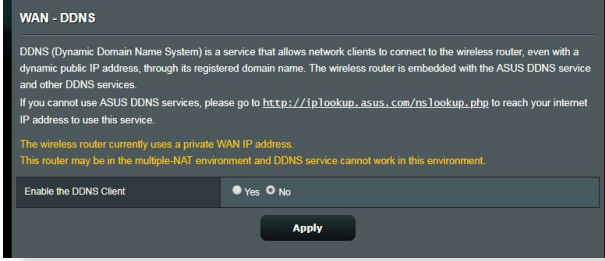 WAN - DDNS
DDNS (Dynamic Domain Name System) is a service that allows network clients to connect to the wireless router, even with a
dynamic public IP address, through its registered domain name. The wireless router is embedded with the ASUS DDNS service
and other DDNS services.
If you cannot use ASUS DDNS services, please go to http://iplookup.asus.com/nslookup.php to reach your internet
IP address to use this service.
The wireless router currently uses a private WAN IP address.
This router may be in the multiple-NAT environment and DDNS service cannot work in this environment.
Enable the DDNS Client Yes No
Apply